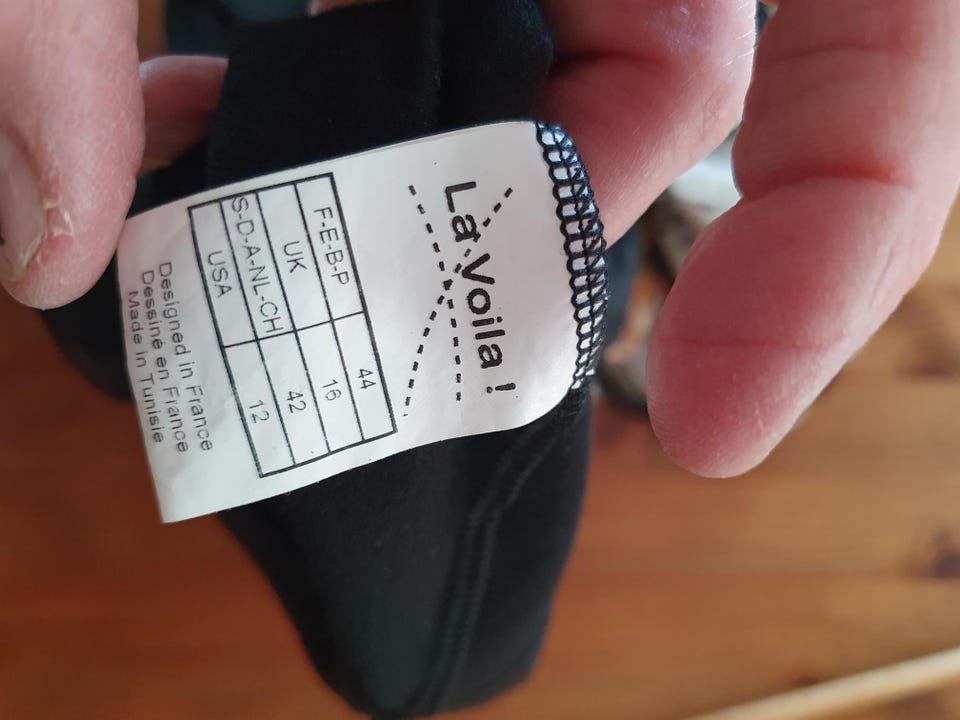 La Voila !
F-E-B-P 44
UK 16
S-D-A-NL-CH 42
USA 12
Designed in France
Dessiné en France
Made in Tunisie